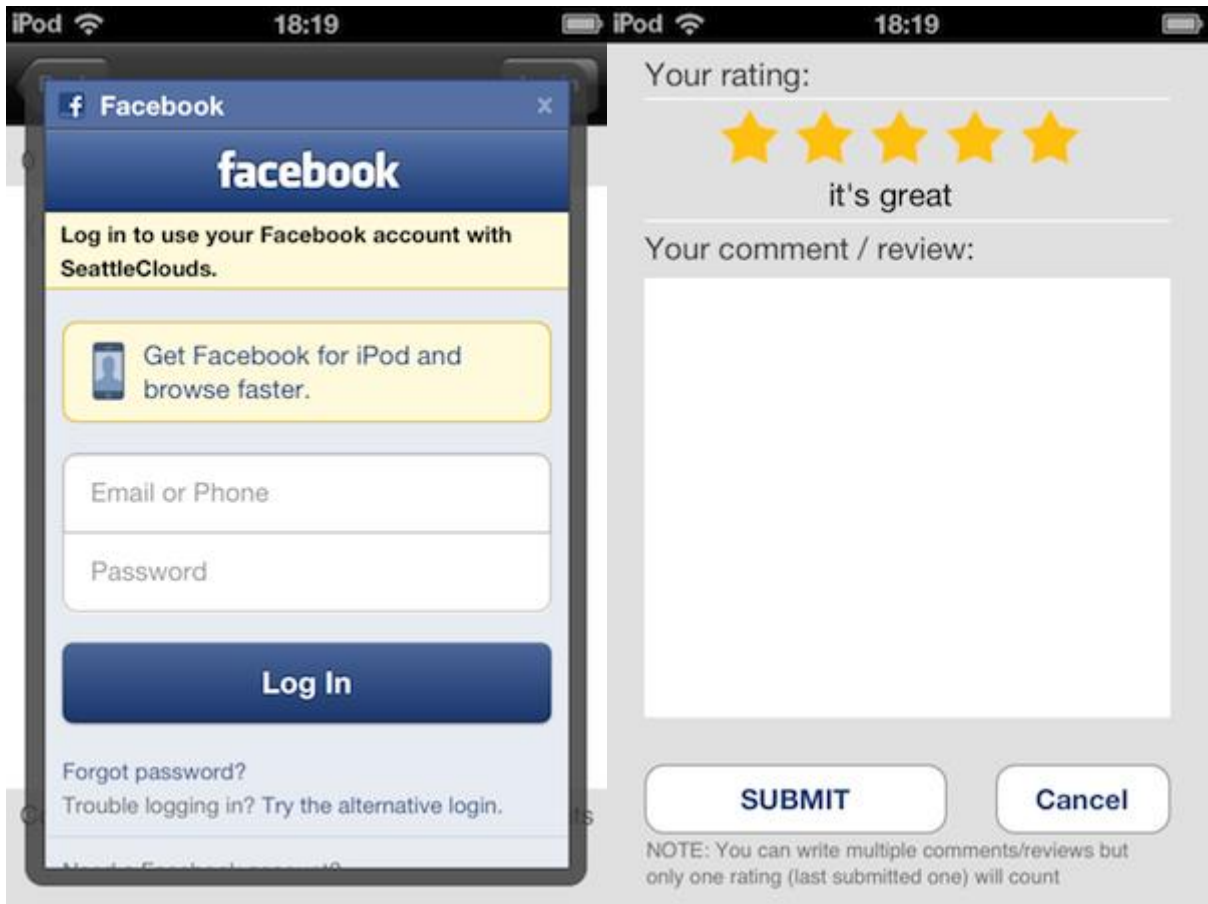 iPod 18:19
Facebook x
facebook
Log in to use your Facebook account with
SeattleClouds.
Get Facebook for iPod and
browse faster.
Email or Phone
Password
Log In
Forgot password?
Trouble logging in? Try the alternative login.
iPod 18:19
Your rating:
it's great
Your comment / review:
SUBMIT Cancel
NOTE: You can write multiple comments/reviews but
only one rating (last submitted one) will count